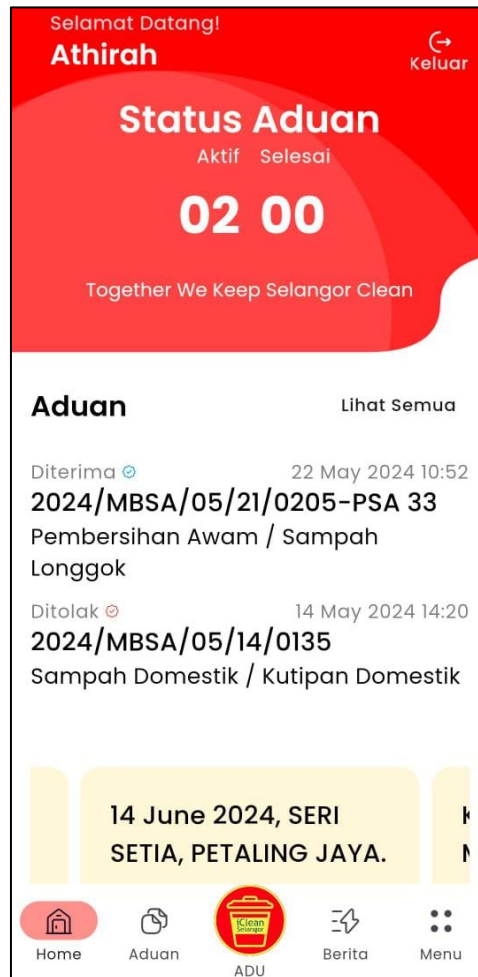 Selamat Datang!
Athirah
Keluar
Status Aduan
Aktif Selesai
02 00
Together We Keep Selangor Clean
Aduan Lihat Semua
Diterima 22 May 2024 10:52
2024/MBSA/05/21/0205-PSA 33
Pembersihan Awam / Sampah
Longgok
Ditolak 14 May 2024 14:20
2024/MBSA/05/14/0135
Sampah Domestik / Kutipan Domestik
14 June 2024, SERI
SETIA, PETALING JAYA.
iClean
Selangor
Home Aduan ADU Berita Menu